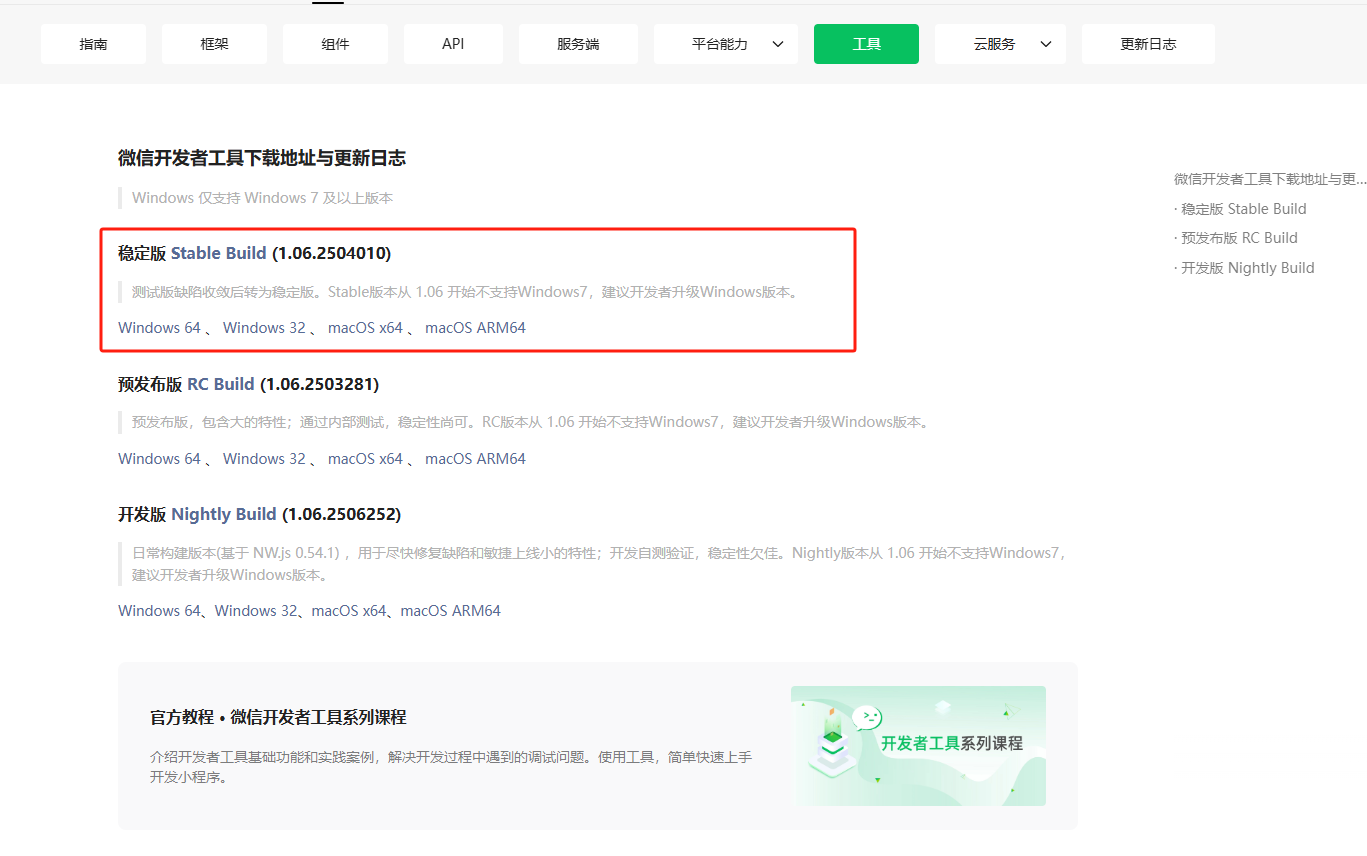 指南 框架 组件 API 服务端 平台能力 工具 云服务 更新日志
微信开发者工具下载地址与更新日志
Windows 仅支持 Windows 7 及以上版本
稳定版 Stable Build (1.06.2504010)
测试版缺陷收敛后转为稳定版。Stable版本从 1.06 开始不支持Windows7，建议开发者升级Windows版本。
Windows 64 、 Windows 32 、 macOS x64 、 macOS ARM64
预发布版 RC Build (1.06.2503281)
预发布版，包含大的特性；通过内部测试，稳定性尚可。RC版本从 1.06 开始不支持Windows7，建议开发者升级Windows版本。
Windows 64 、 Windows 32 、 macOS x64 、 macOS ARM64
开发版 Nightly Build (1.06.2506252)
日常构建版本(基于 NW.js 0.54.1) ，用于尽快修复缺陷和敏捷上线小的特性；开发自测验证，稳定性欠佳。Nightly版本从 1.06 开始不支持Windows7，
建议开发者升级Windows版本。
Windows 64、Windows 32、macOS x64、macOS ARM64
官方教程 • 微信开发者工具系列课程
介绍开发者工具基础功能和实践案例，解决开发过程中遇到的调试问题。使用工具，简单快速上手
开发小程序。
开发者工具系列课程
微信开发者工具下载地址与更...
· 稳定版 Stable Build
· 预发布版 RC Build
· 开发版 Nightly Build